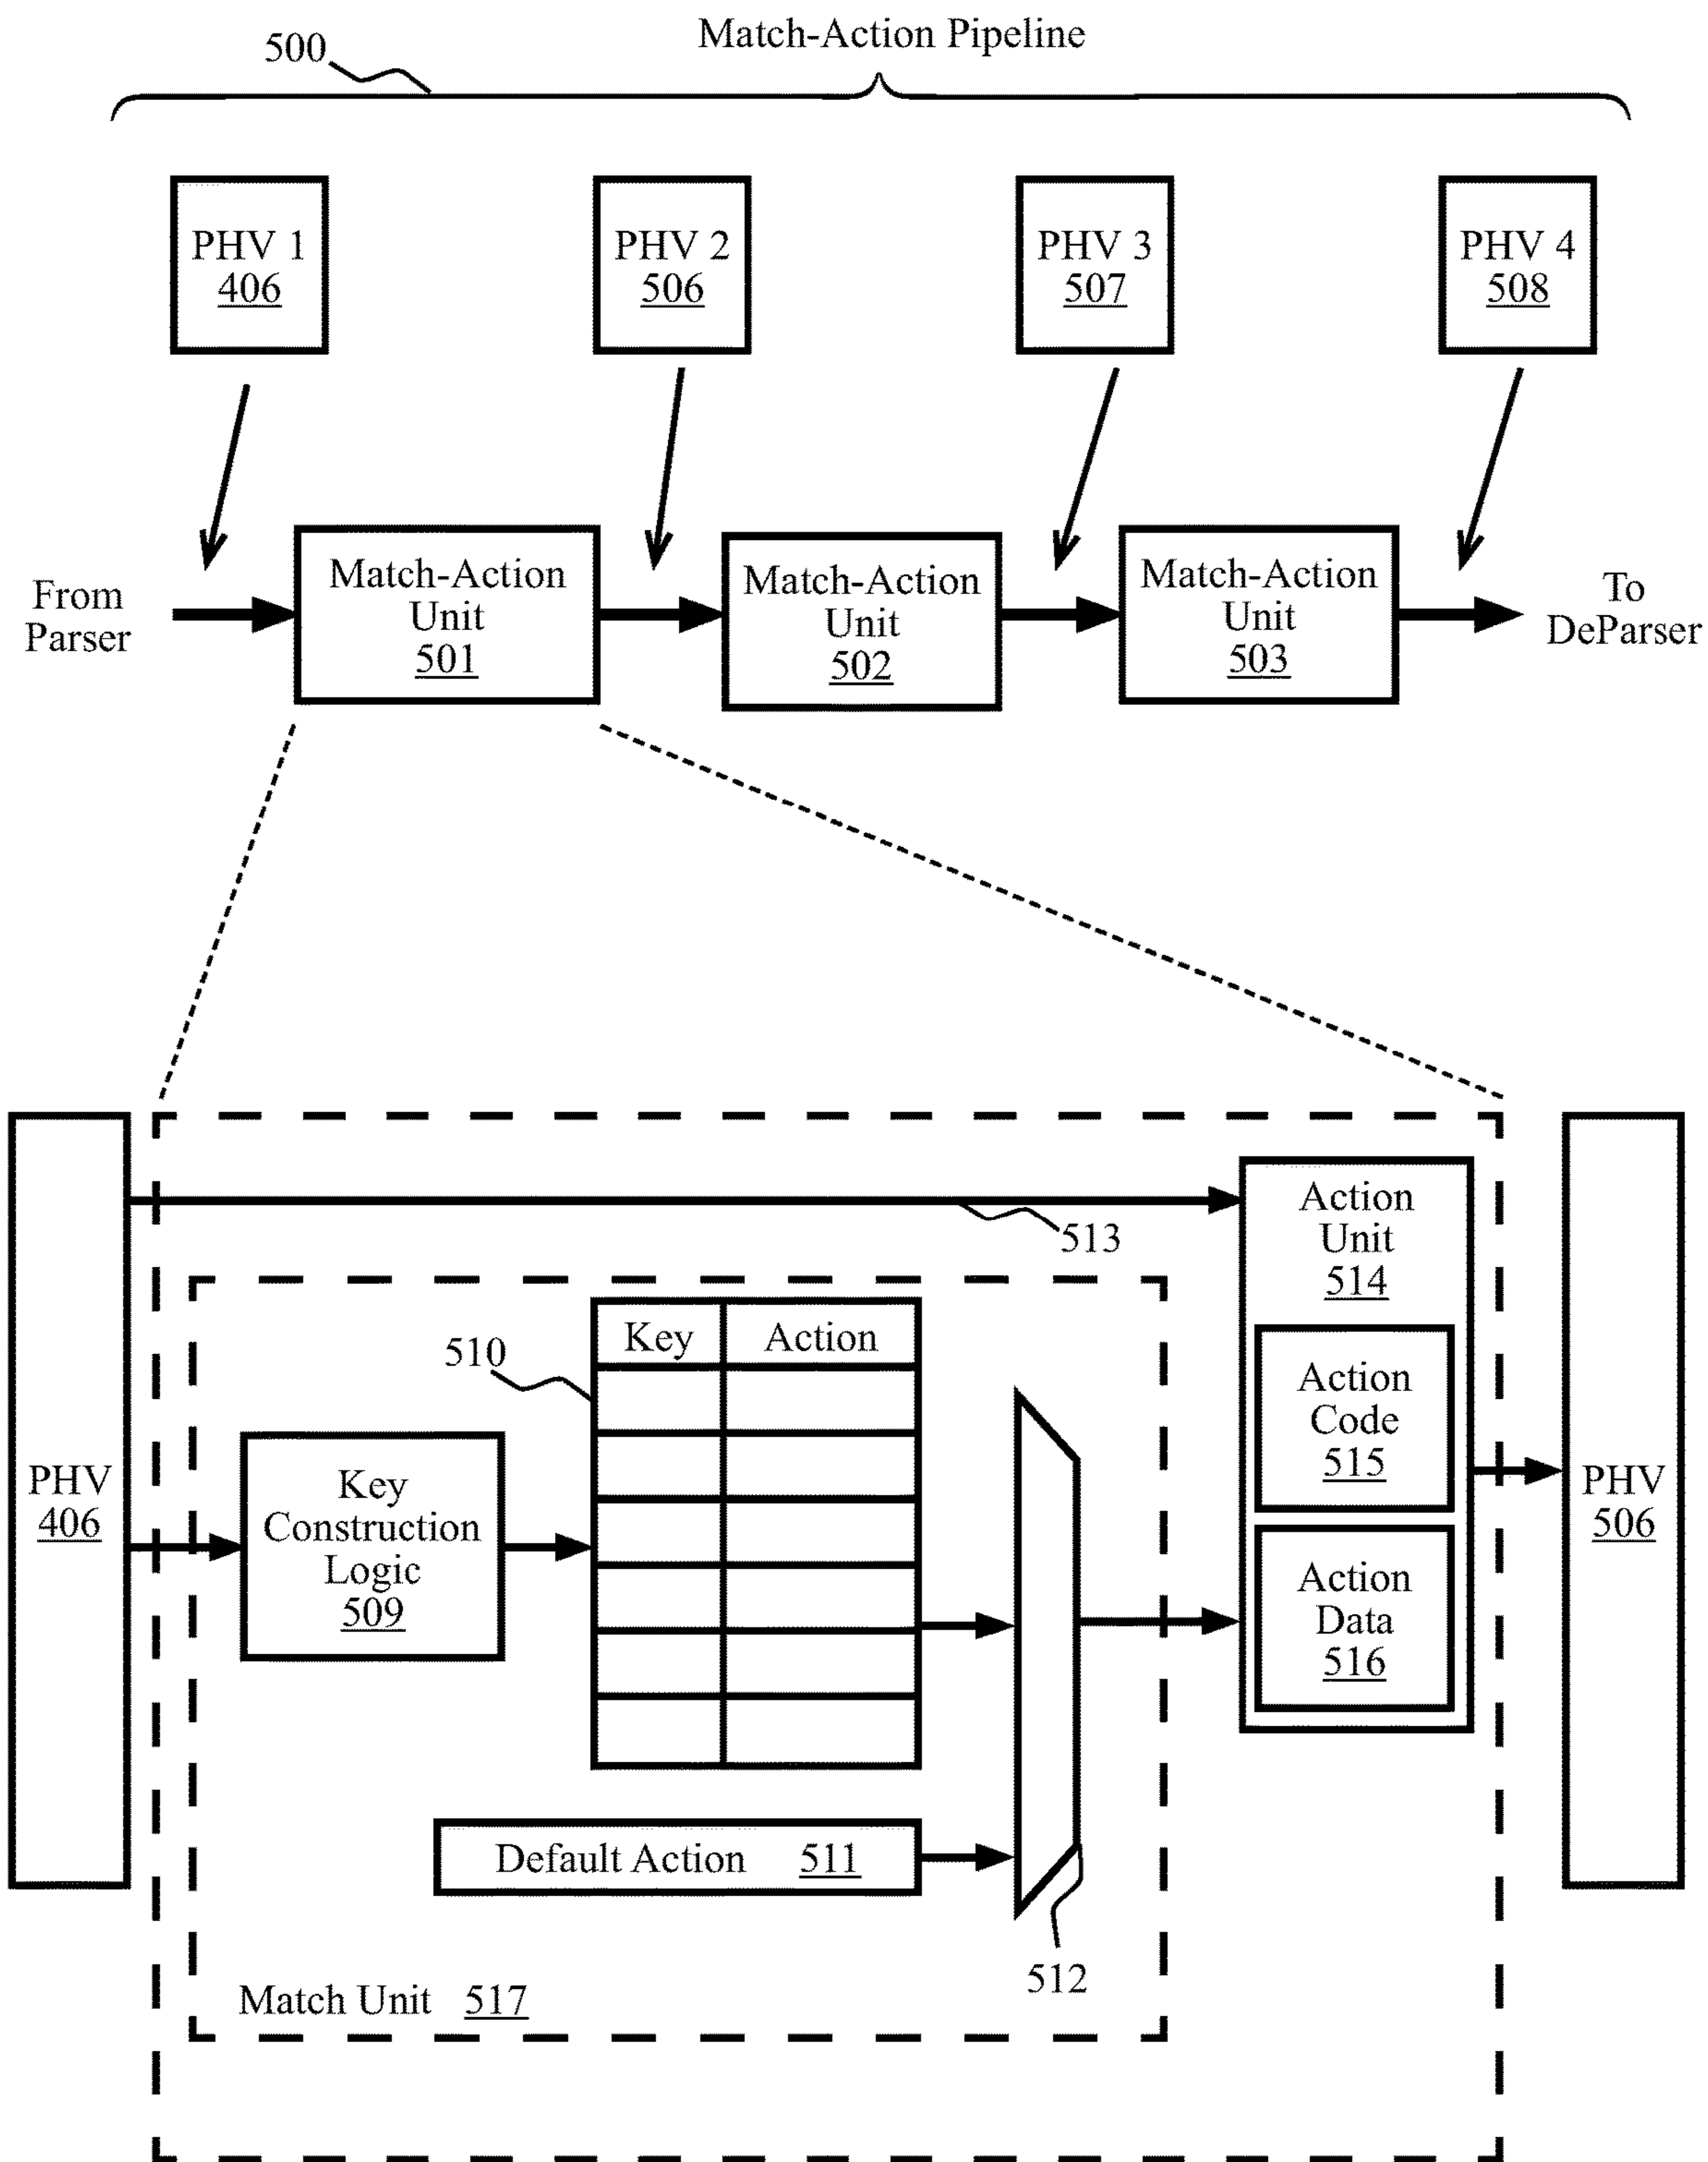 Match-Action Pipeline
500
PHV 1
406
PHV 2
506
PHV 3
507
PHV 4
508
From
Parser
Match-Action
Unit
501
Match-Action
Unit
502
Match-Action
Unit
503
To
DeParser
PHV
406
513
Action
Unit
514
Action
Code
515
Action
Data
516
PHV
506
510
Key
Action
Key
Construction
Logic
509
Default Action 511
512
Match Unit 517